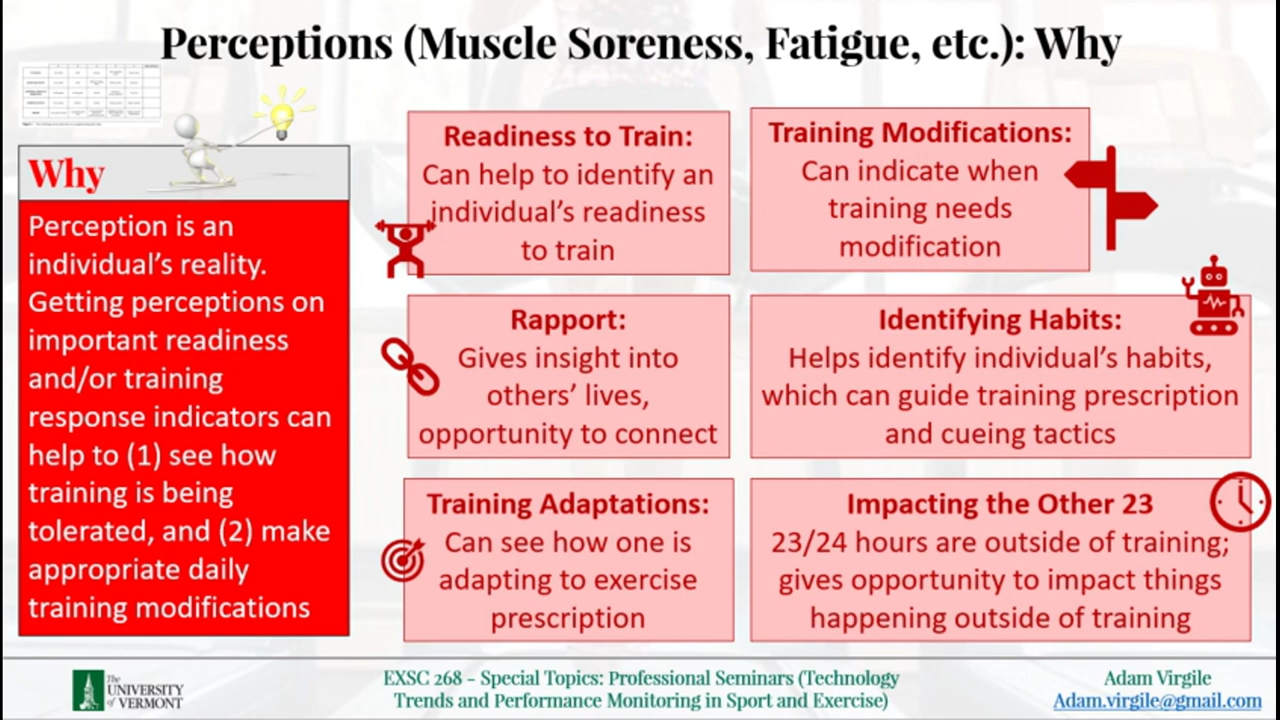 Perceptions (Muscle Soreness, Fatigue, etc.): Why
Why
Perception is an
individual's reality.
Getting perceptions on
important readiness
and/or training
response indicators can
help to (1) see how
training is being
tolerated, and (2) make
appropriate daily
training modifications
Readiness to Train:
Can help to identify an
individual's readiness
to train
Training Modifications:
Can indicate when
training needs
modification
Rapport:
Gives insight into
others' lives,
opportunity to connect
Identifying Habits:
Helps identify individual's habits,
which can guide training prescription
and cueing tactics
Training Adaptations:
Can see how one is
adapting to exercise
prescription
Impacting the Other 23
23/24 hours are outside of training;
gives opportunity to impact things
happening outside of training
The
UNIVERSITY
of VERMONT
EXSC 268 – Special Topics: Professional Seminars (Technology
Trends and Performance Monitoring in Sport and Exercise)
Adam Virgile
Adam.virgile@gmail.com